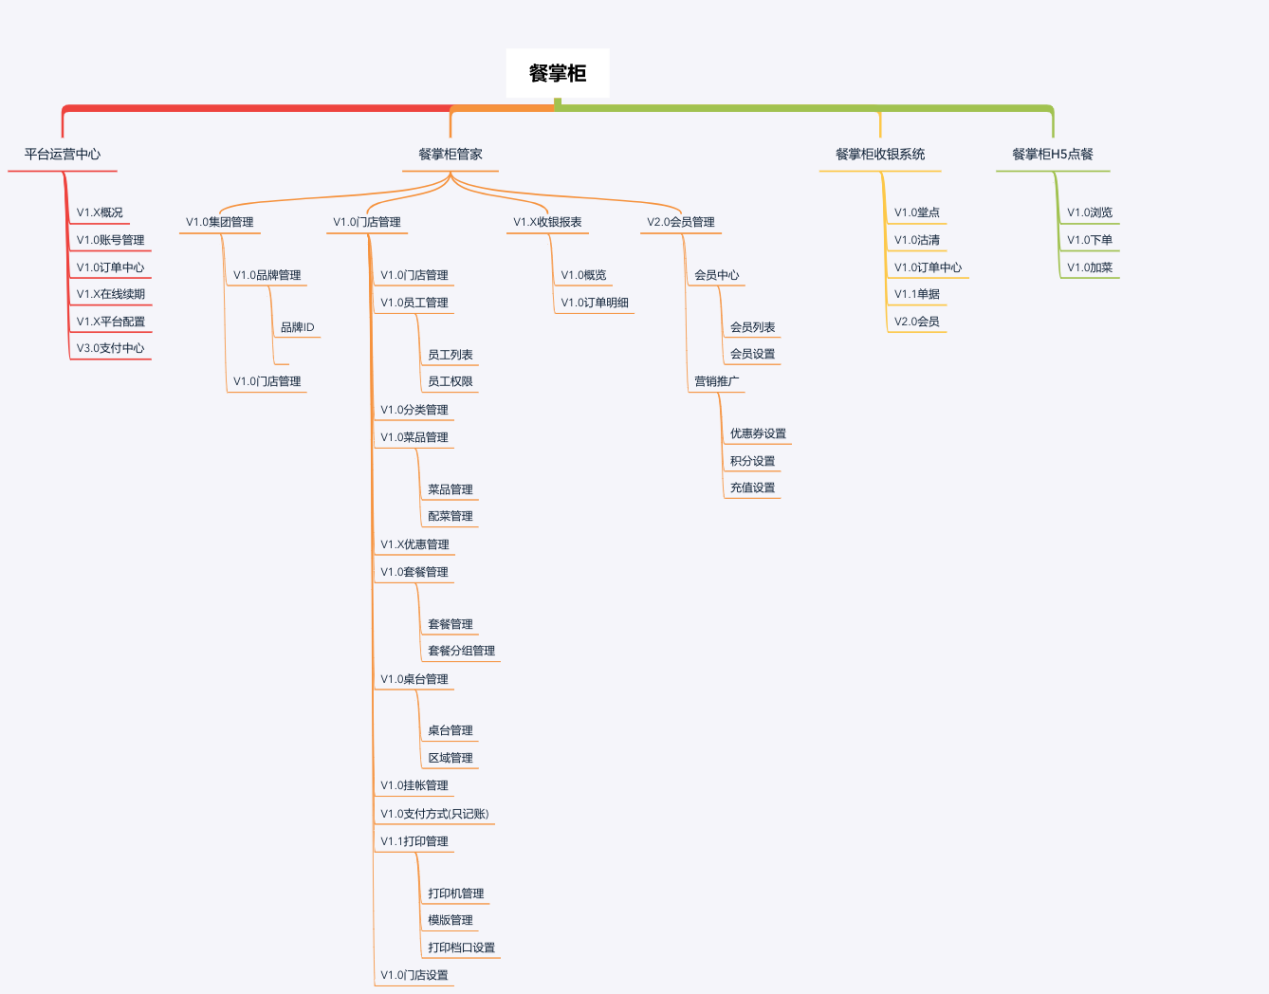 餐掌柜
平台运营中心
V1.X概况
V1.0账号管理
V1.0订单中心
V1.X在线续期
V1.X平台配置
V3.0支付中心
餐掌柜管家
V1.0集团管理
V1.0品牌管理
品牌ID
V1.0门店管理
V1.0门店管理
V1.0门店管理
V1.0员工管理
员工列表
员工权限
V1.0分类管理
V1.0菜品管理
菜品管理
配菜管理
V1.X优惠管理
V1.0套餐管理
套餐管理
套餐分组管理
V1.0桌台管理
桌台管理
区域管理
V1.0挂帐管理
V1.0支付方式(只记账)
V1.1打印管理
打印机管理
模版管理
打印档口设置
V1.0门店设置
V1.X收银报表
V1.0概览
V1.0订单明细
V2.0会员管理
会员中心
会员列表
会员设置
营销推广
优惠券设置
积分设置
充值设置
餐掌柜收银系统
V1.0堂点
V1.0沽清
V1.0订单中心
V1.1单据
V2.0会员
餐掌柜H5点餐
V1.0浏览
V1.0下单
V1.0加菜